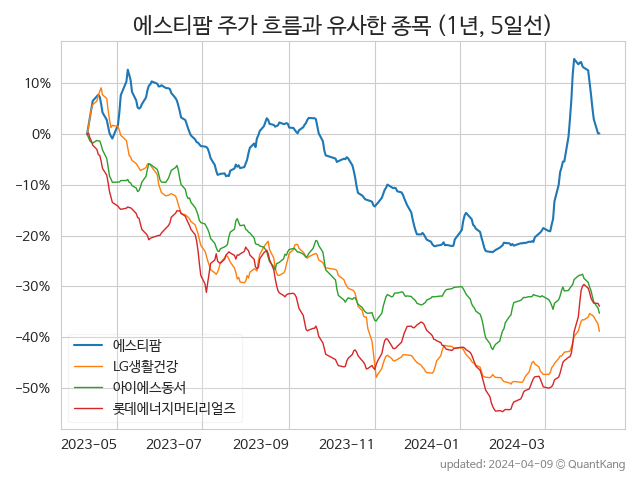 에스티팜 주가 흐름과 유사한 종목 (1년, 5일선)
10%
0%
−10%
−20%
−30%
−40%
−50%
에스티팜
LG생활건강
아이에스동서
롯데에너지머티리얼즈
2023-05 2023-07 2023-09 2023-11 2024-01 2024-03
updated: 2024-04-09 © QuantKang